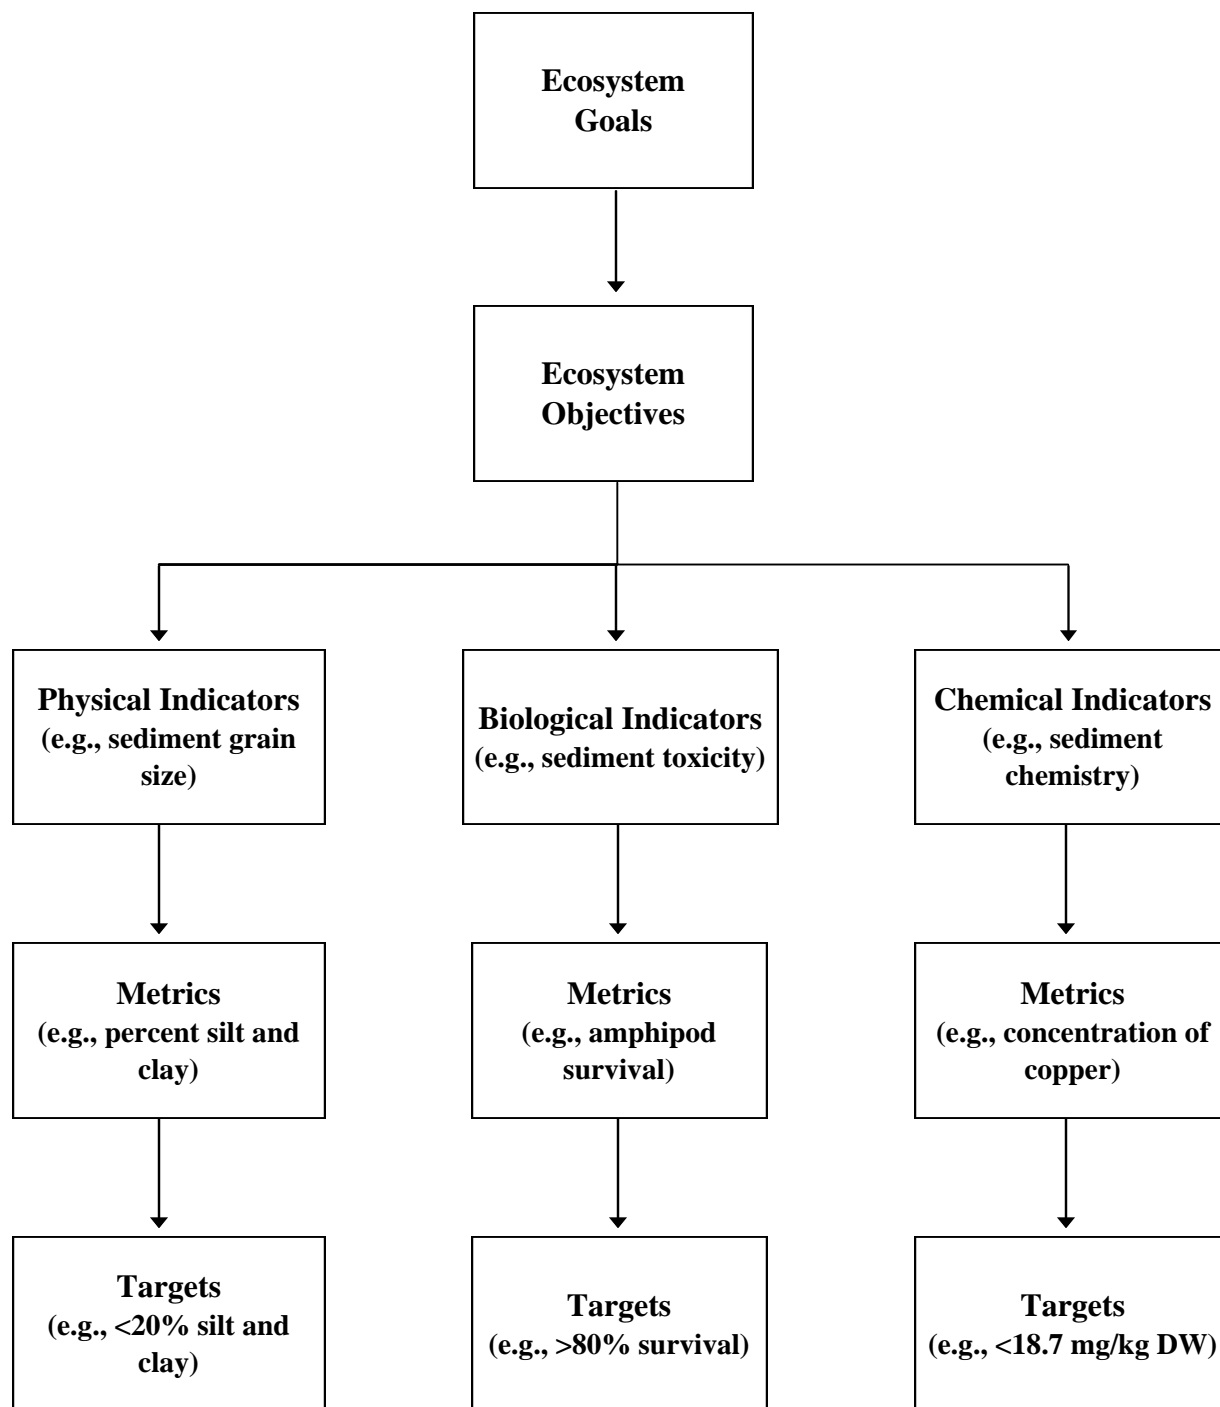 Ecosystem
Goals
Ecosystem
Objectives
Physical Indicators
(e.g., sediment grain
size)
Biological Indicators
(e.g., sediment toxicity)
Chemical Indicators
(e.g., sediment
chemistry)
Metrics
(e.g., percent silt and
clay)
Metrics
(e.g., amphipod
survival)
Metrics
(e.g., concentration of
copper)
Targets
(e.g., <20% silt and
clay)
Targets
(e.g., >80% survival)
Targets
(e.g., <18.7 mg/kg DW)